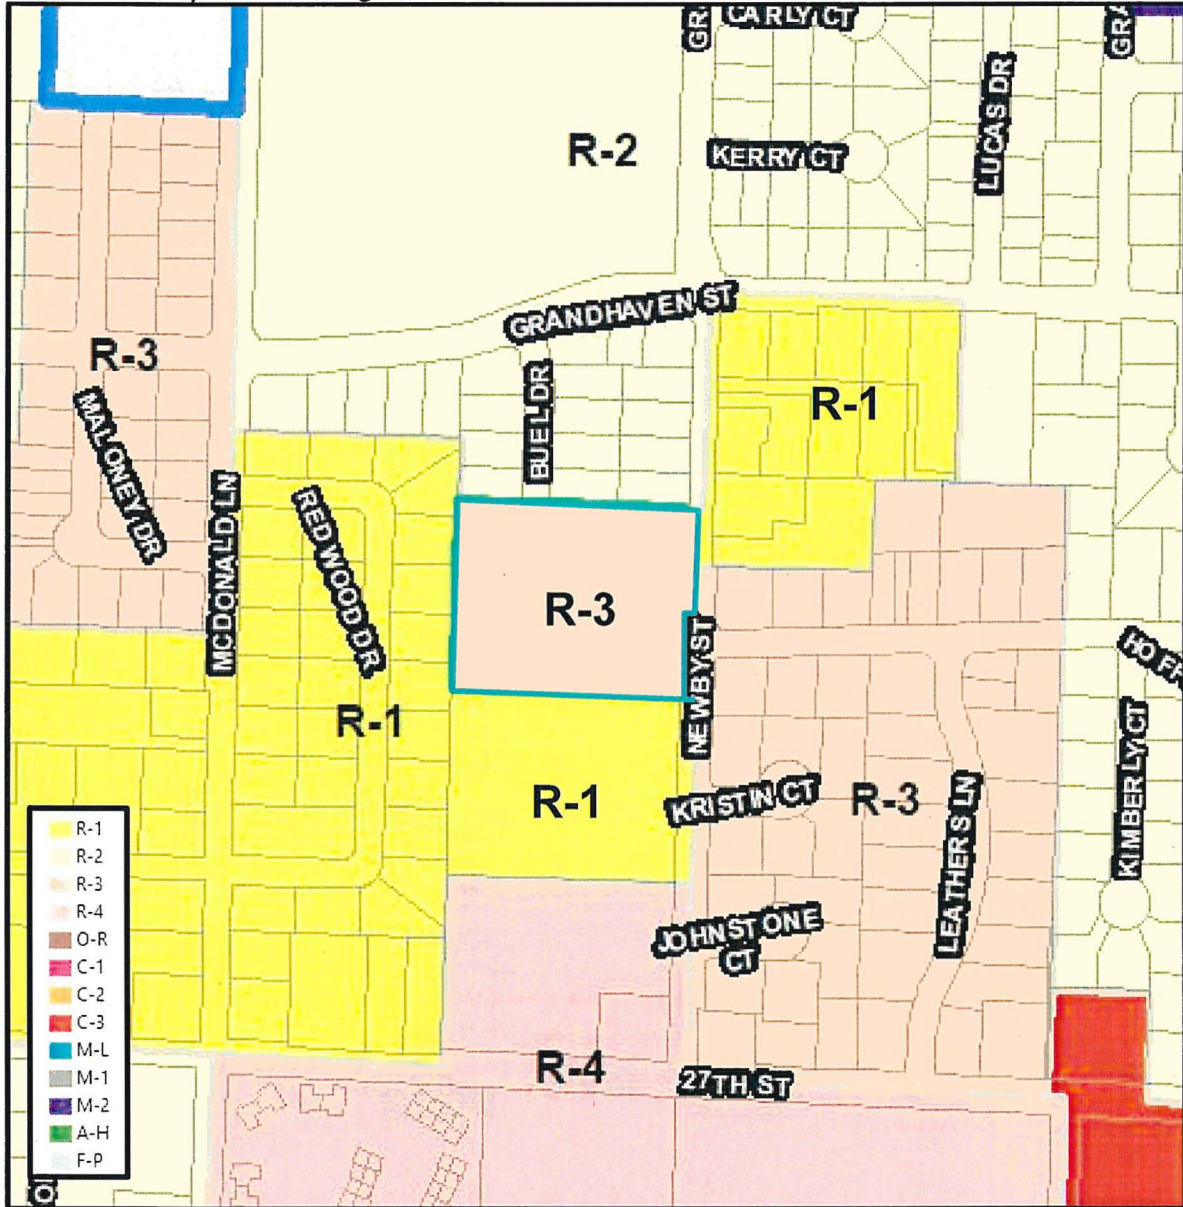 CARLY CT
LUCAS DR
R-2
KERRY CT
GRANDHAVEN ST
R-3
BUEL DR
R-1
MALONEY DR
MCDONALD LN
REDWOOD DR
R-3
NEWBY ST
R-1
R-1
KRISTIN CT
R-3
KIMBERLY CT
LEATHERS LN
JOHNSTONE
CT
R-4
27TH ST
R-1
R-2
R-3
R-4
O-R
C-1
C-2
C-3
M-L
M-1
M-2
A-H
F-P